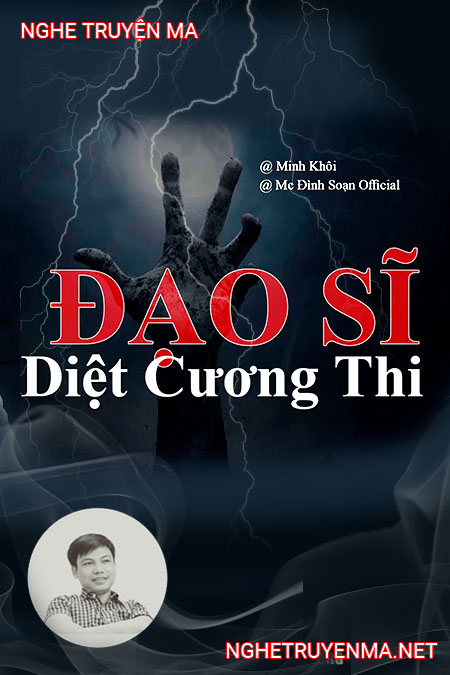 NGHE TRUYỆN MA
@ Minh Khôi
@ Mc Đình Soạn Official
ĐẠO SĨ
Diệt Cương Thi
NGHETRUYENMA.NET